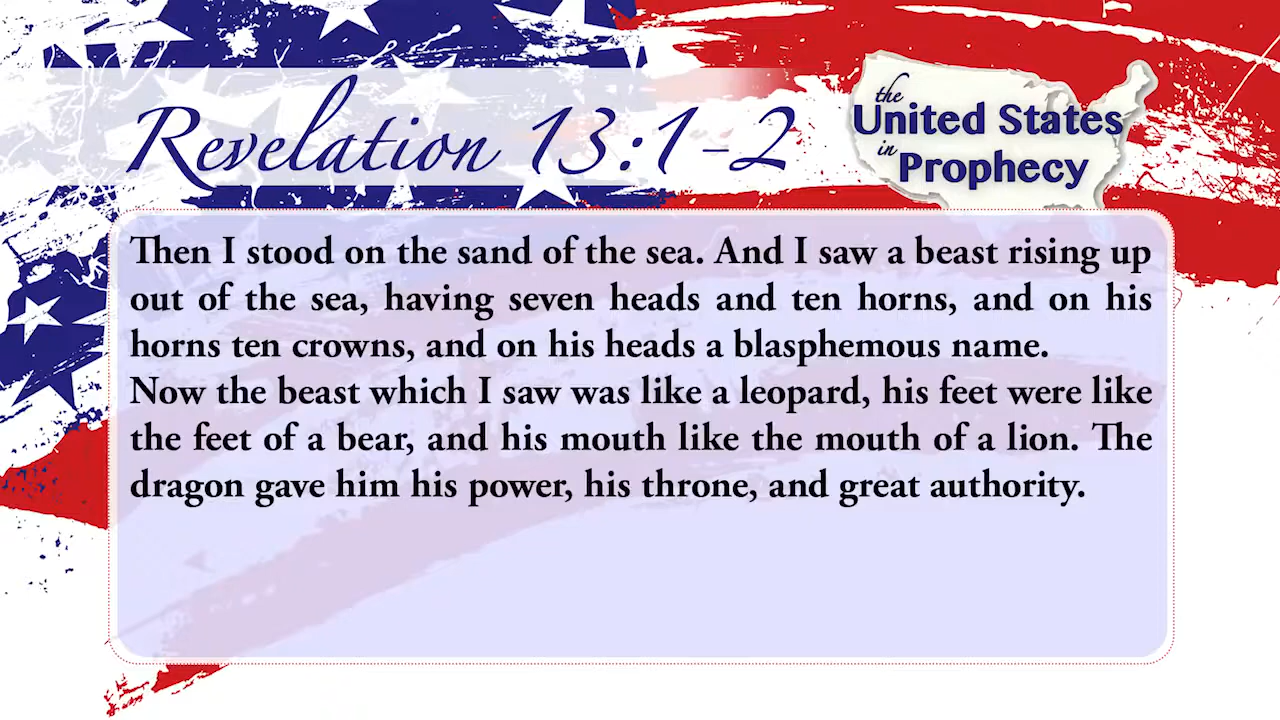 Revelation 13:1-2
the
United States
in
Prophecy
Then I stood on the sand of the sea. And I saw a beast rising up
out of the sea, having seven heads and ten horns, and on his
horns ten crowns, and on his heads a blasphemous name.
Now the beast which I saw was like a leopard, his feet were like
the feet of a bear, and his mouth like the mouth of a lion. The
dragon gave him his power, his throne, and great authority.